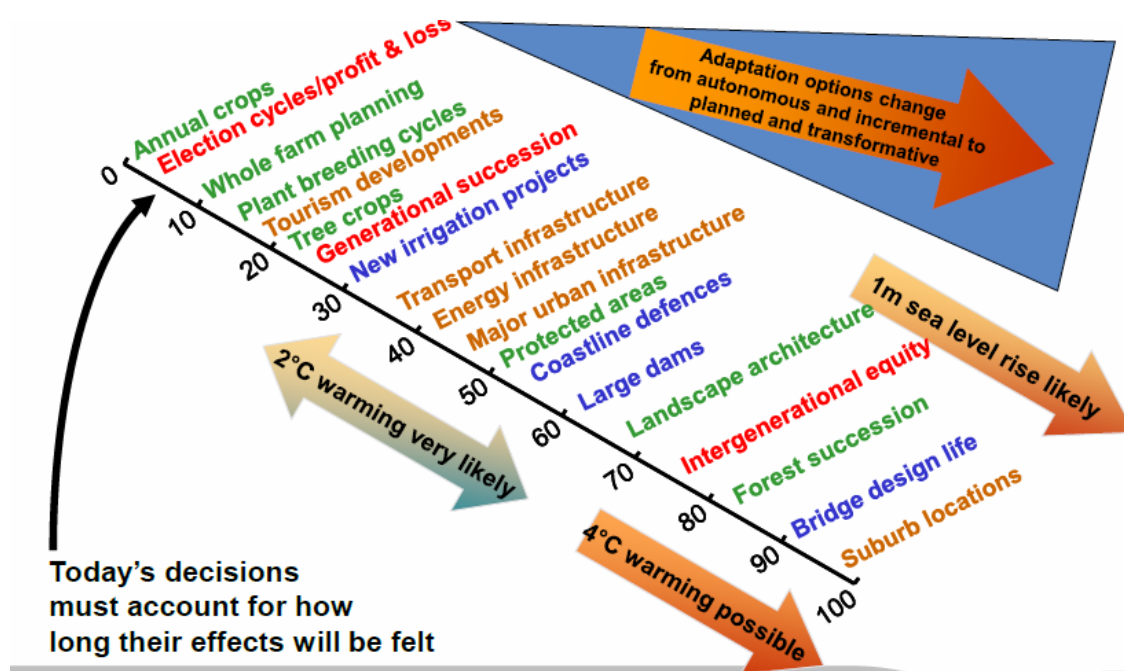 Adaptation options change
from autonomous and incremental to
planned and transformative
Annual crops
Election cycles/profit & loss
Whole farm planning
Plant breeding cycles
Tourism developments
Tree crops
Generational succession
New irrigation projects
Transport infrastructure
Energy infrastructure
Major urban infrastructure
Protected areas
Coastline defences
Large dams
Landscape architecture
Intergenerational equity
Forest succession
Bridge design life
Suburb locations
0
10
20
30
40
50
60
70
80
90
100
1m sea level rise likely
2°C warming very likely
4°C warming possible
Today's decisions
must account for how
long their effects will be felt